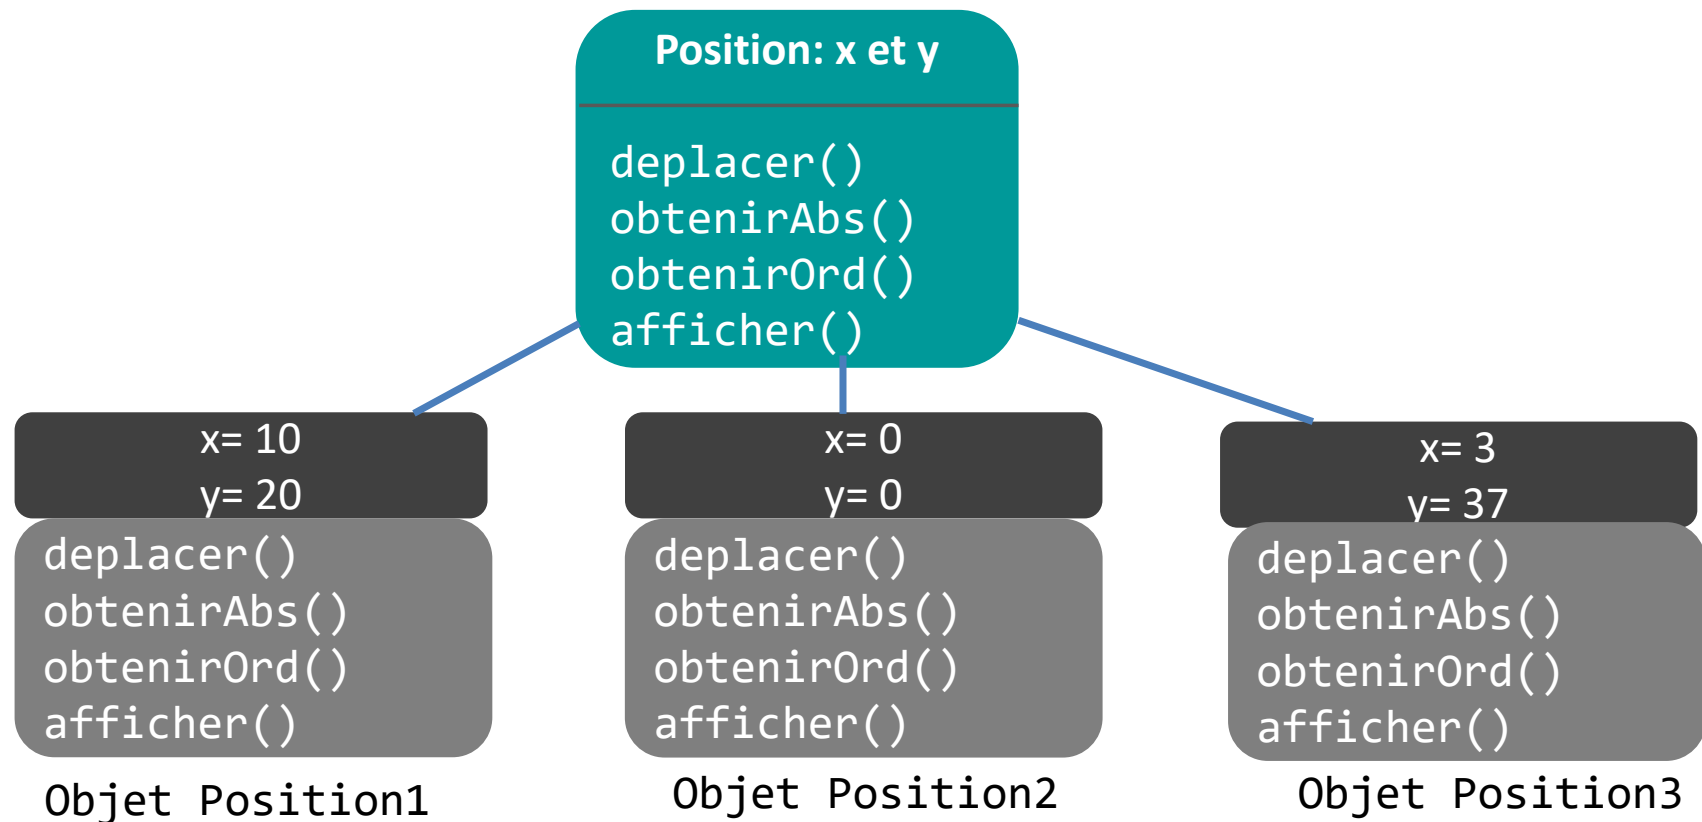 Position: x et y
deplacer()
obtenirAbs()
obtenirOrd()
afficher()
x= 10
y= 20
deplacer()
obtenirAbs()
obtenirOrd()
afficher()
Objet Position1
x= 0
y= 0
deplacer()
obtenirAbs()
obtenirOrd()
afficher()
Objet Position2
x= 3
y= 37
deplacer()
obtenirAbs()
obtenirOrd()
afficher()
Objet Position3